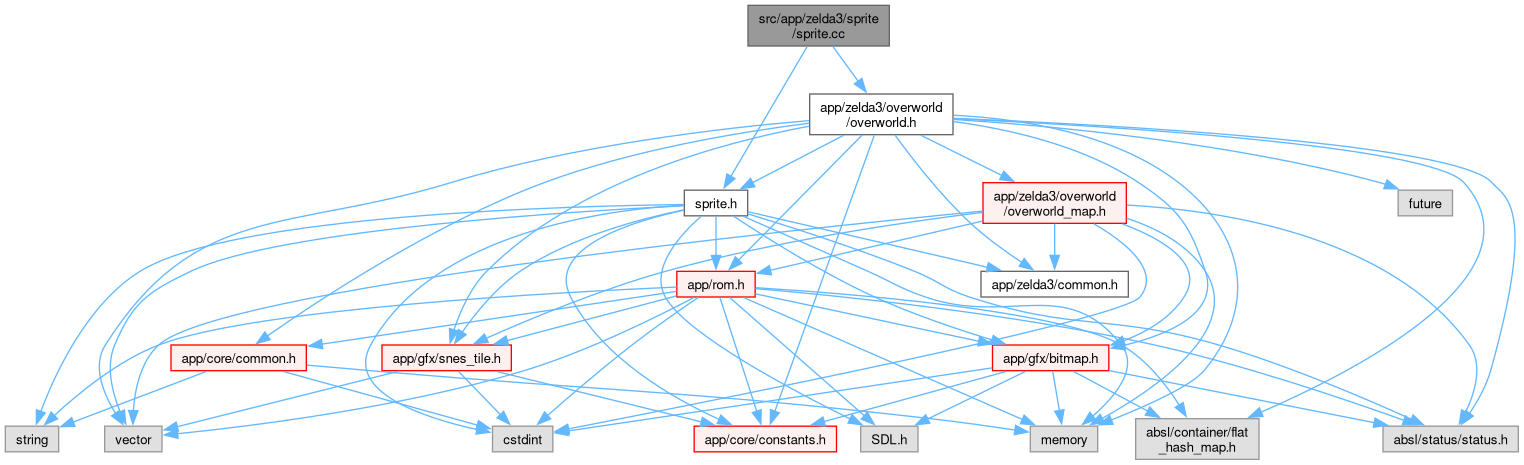 src/app/zelda3/sprite
/sprite.cc
app/zelda3/overworld
/overworld.h
sprite.h
app/zelda3/overworld
/overworld_map.h
future
app/rom.h
app/zelda3/common.h
app/core/common.h
app/gfx/snes_tile.h
app/gfx/bitmap.h
string
vector
cstdint
app/core/constants.h
SDL.h
memory
absl/container/flat
_hash_map.h
absl/status/status.h